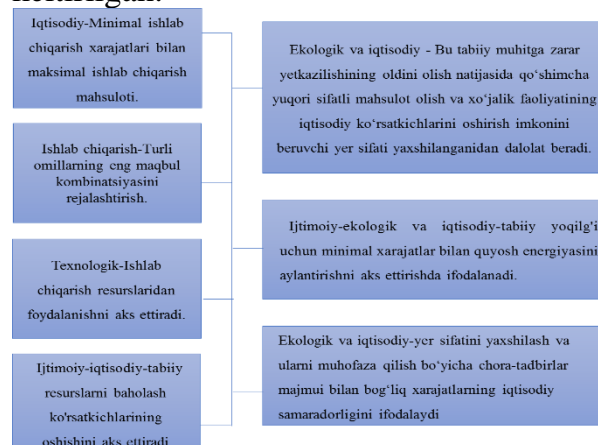 Iqtisodiy-Minimal ishlab
chiqarish xarajatlari bilan
maksimal ishlab chiqarish
mahsuloti.
Ishlab chiqarish-Turli
omillarning eng maqbul
kombinatsiyasini
rejalashtirish.
Texnologik-Ishlab
chiqarish resurslaridan
foydalanishni aks ettiradi.
Ijtimoiy-iqtisodiy-tabiiy
resurslarni baholash
ko'rsatkichlarining
oshishini aks ettiradi
Ekologik va iqtisodiy - Bu tabiiy muhitga zarar
yetkazilishining oldini olish natijasida qo‘shimcha
yuqori sifatli mahsulot olish va xo‘jalik faoliyatining
iqtisodiy ko‘rsatkichlarini oshirish imkonini
beruvchi yer sifati yaxshilanganidan dalolat beradi.
Ijtimoiy-ekologik va iqtisodiy-tabiiy yoqilg'i
uchun minimal xarajatlar bilan quyosh energiyasini
aylantirishni aks ettirishda ifodalanadi.
Ekologik va iqtisodiy-yer sifatini yaxshilash va
ularni muhofaza qilish bo‘yicha chora-tadbirlar
majmui bilan bog‘liq xarajatlarning iqtisodiy
samaradorligini ifodalaydi